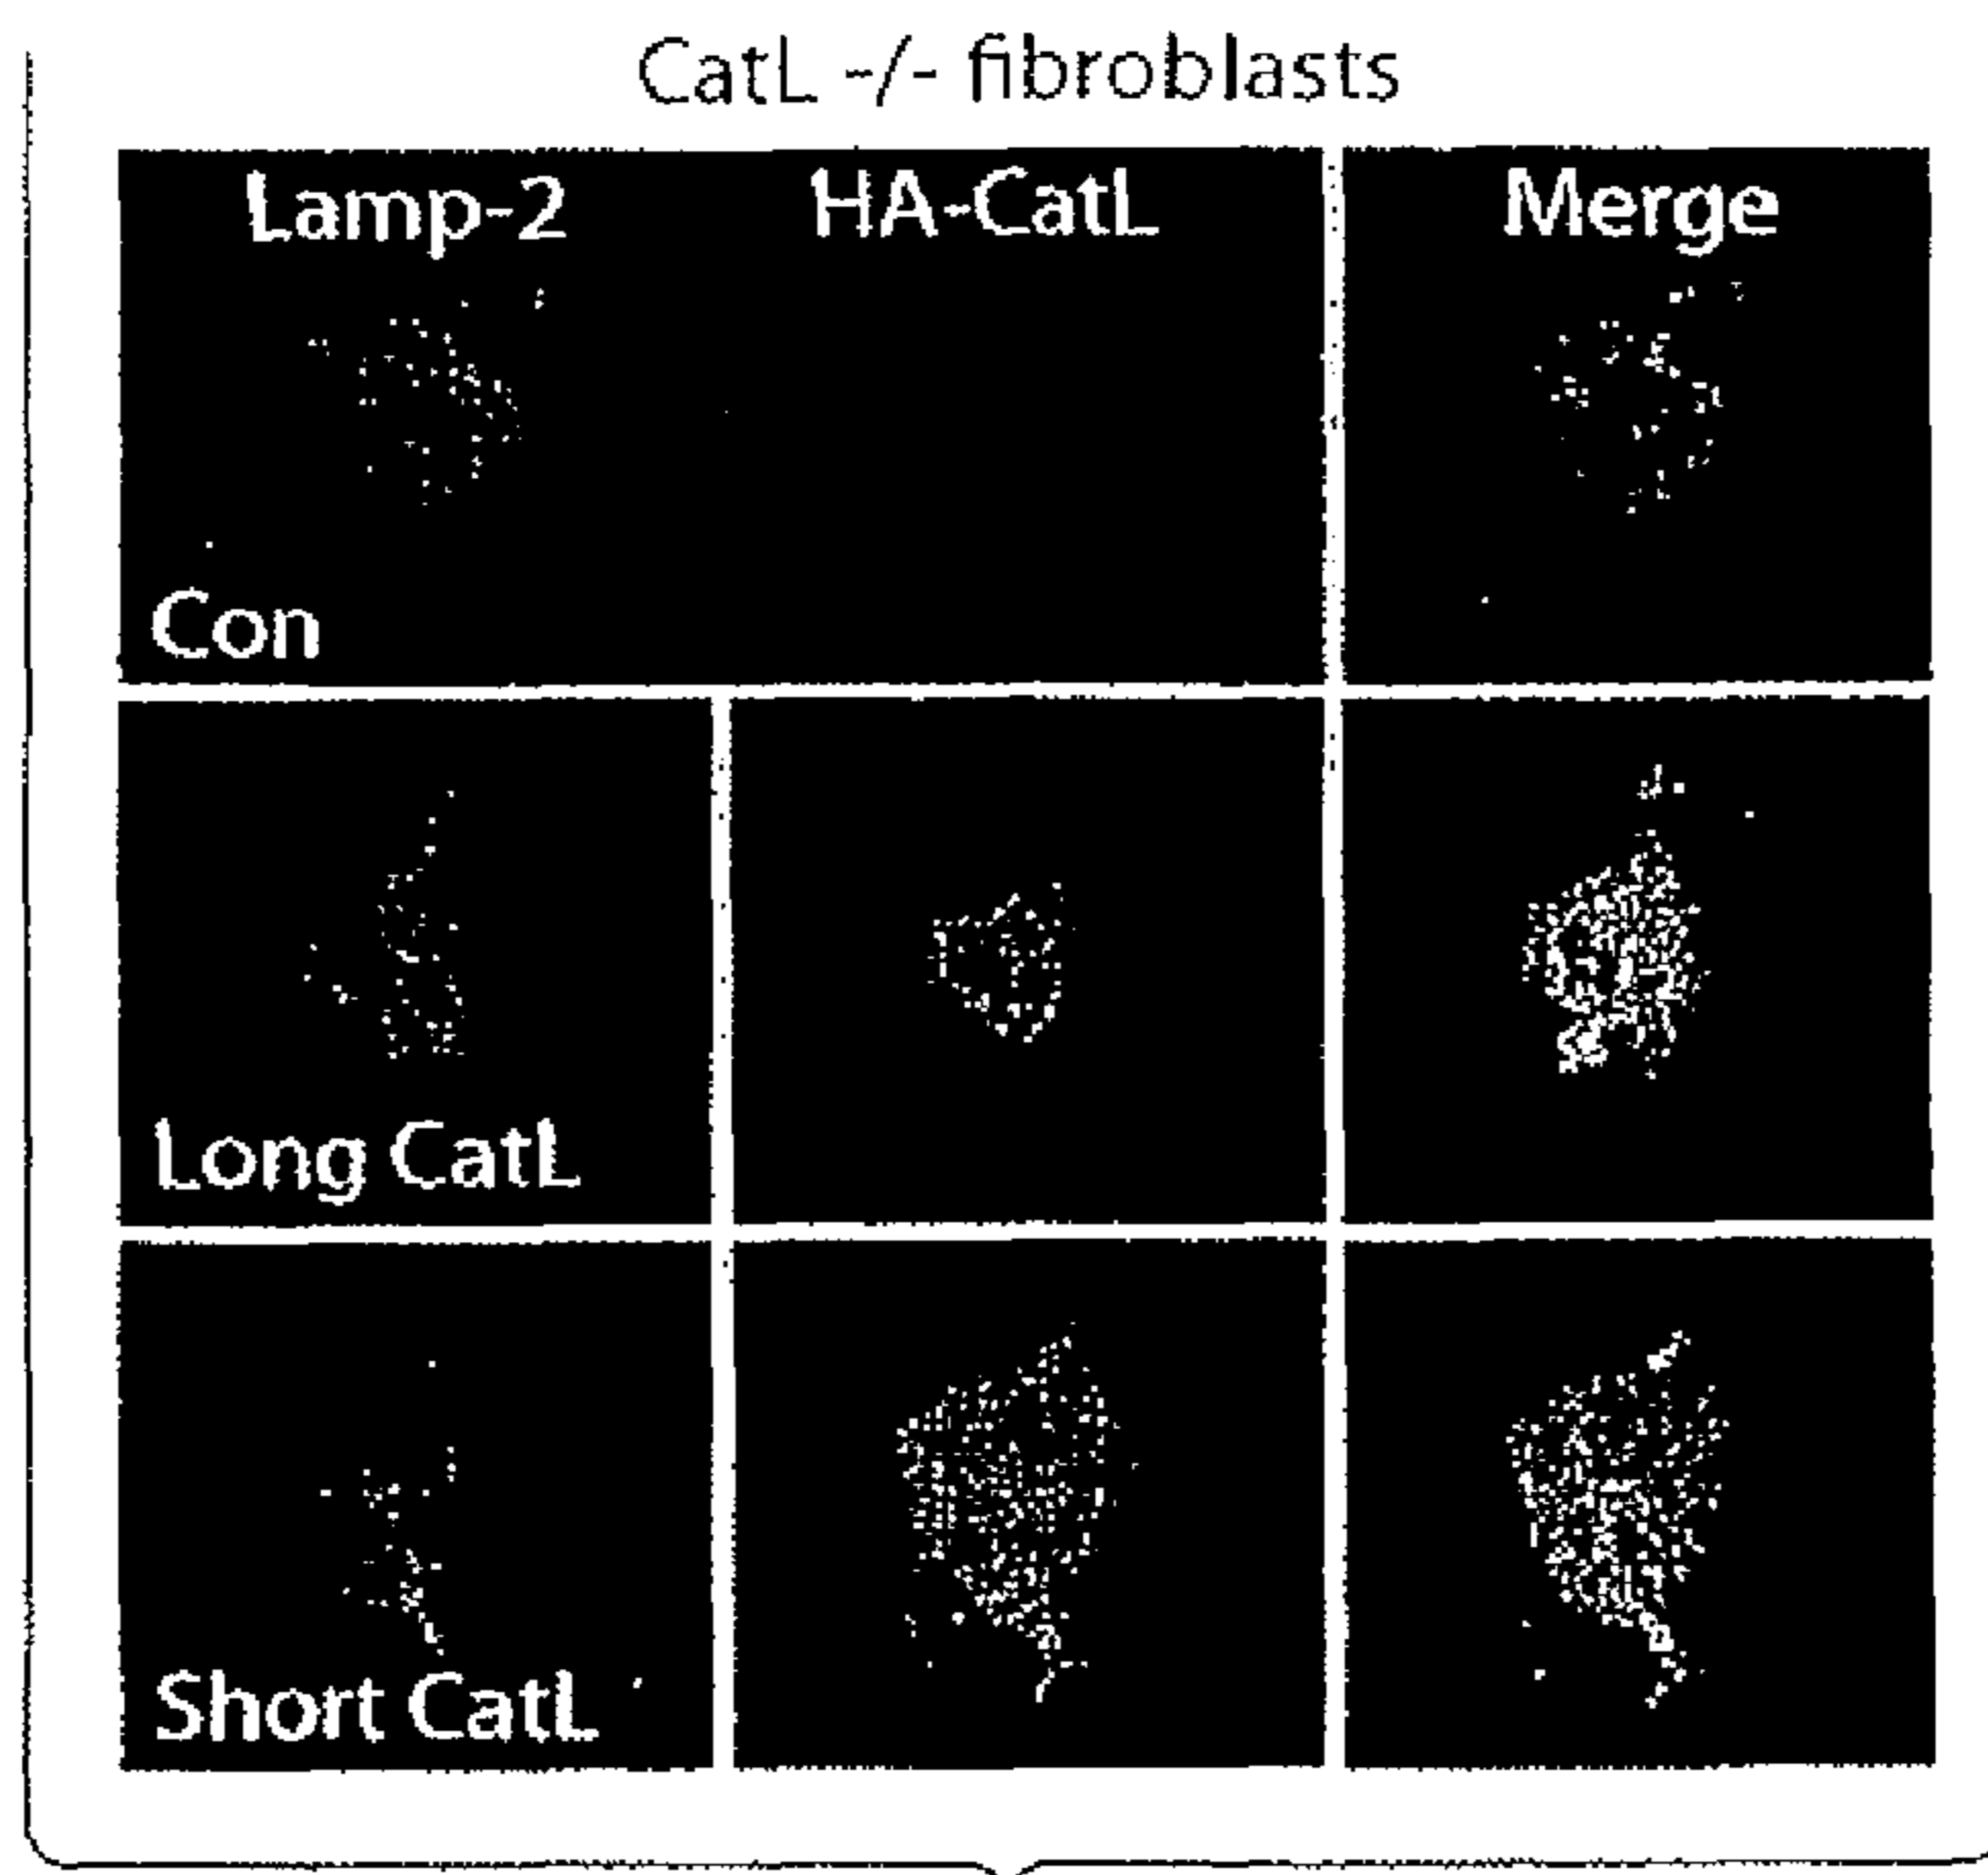 CatL -/- fibroblasts
Lamp-2 HA-CatL Merge
Con
Long CatL
Short CatL